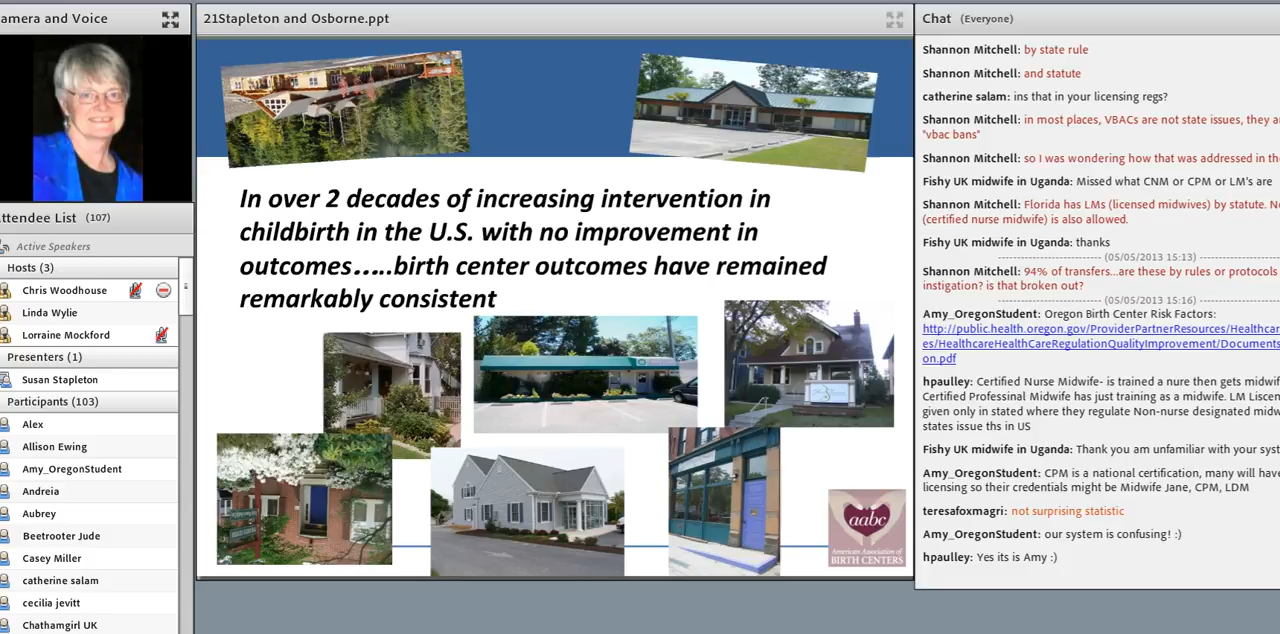 amera and Voice
ttendee List (107)
Active Speakers
Hosts (3)
Chris Woodhouse
Linda Wylie
Lorraine Mockford
Presenters (1)
Susan Stapleton
Participants (103)
Alex
Allison Ewing
Amy_OregonStudent
Andreia
Aubrey
Beetrooter Jude
Casey Miller
catherine salam
cecilia jevitt
Chathamgirl UK
21Stapleton and Osborne.ppt
In over 2 decades of increasing intervention in
childbirth in the U.S. with no improvement in
outcomes…..birth center outcomes have remained
remarkably consistent
aabc
American Association of
BIRTH CENTERS
Chat (Everyone)
Shannon Mitchell: by state rule
Shannon Mitchell: and statute
catherine salam: ins that in your licensing regs?
Shannon Mitchell: in most places, VBACs are not state issues, they a
"vbac bans"
Shannon Mitchell: so I was wondering how that was addressed in th
Fishy UK midwife in Uganda: Missed what CNM or CPM or LM's are
Shannon Mitchell: Florida has LMs (licensed midwives) by statute. N
(certified nurse midwife) is also allowed.
Fishy UK midwife in Uganda: thanks
(05/05/2013 15:13)
Shannon Mitchell: 94% of transfers...are these by rules or protocols
instigation? is that broken out?
(05/05/2013 15:16)
Amy_OregonStudent: Oregon Birth Center Risk Factors:
http://public.health.oregon.gov/ProviderPartnerResources/Healthcar
es/HealthcareHealthCareRegulationQualityImprovement/Documents
on.pdf
hpaulley: Certified Nurse Midwife- is trained a nure then gets midwif
Certified Professinal Midwife has just training as a midwife. LM Liscen
given only in stated where they regulate Non-nurse designated midw
states issue ths in US
Fishy UK midwife in Uganda: Thank you am unfamiliar with your syst
Amy_OregonStudent: CPM is a national certification, many will have
licensing so their credentials might be Midwife Jane, CPM, LDM
teresafoxmagri: not surprising statistic
Amy_OregonStudent: our system is confusing! :)
hpaulley: Yes its is Amy :)